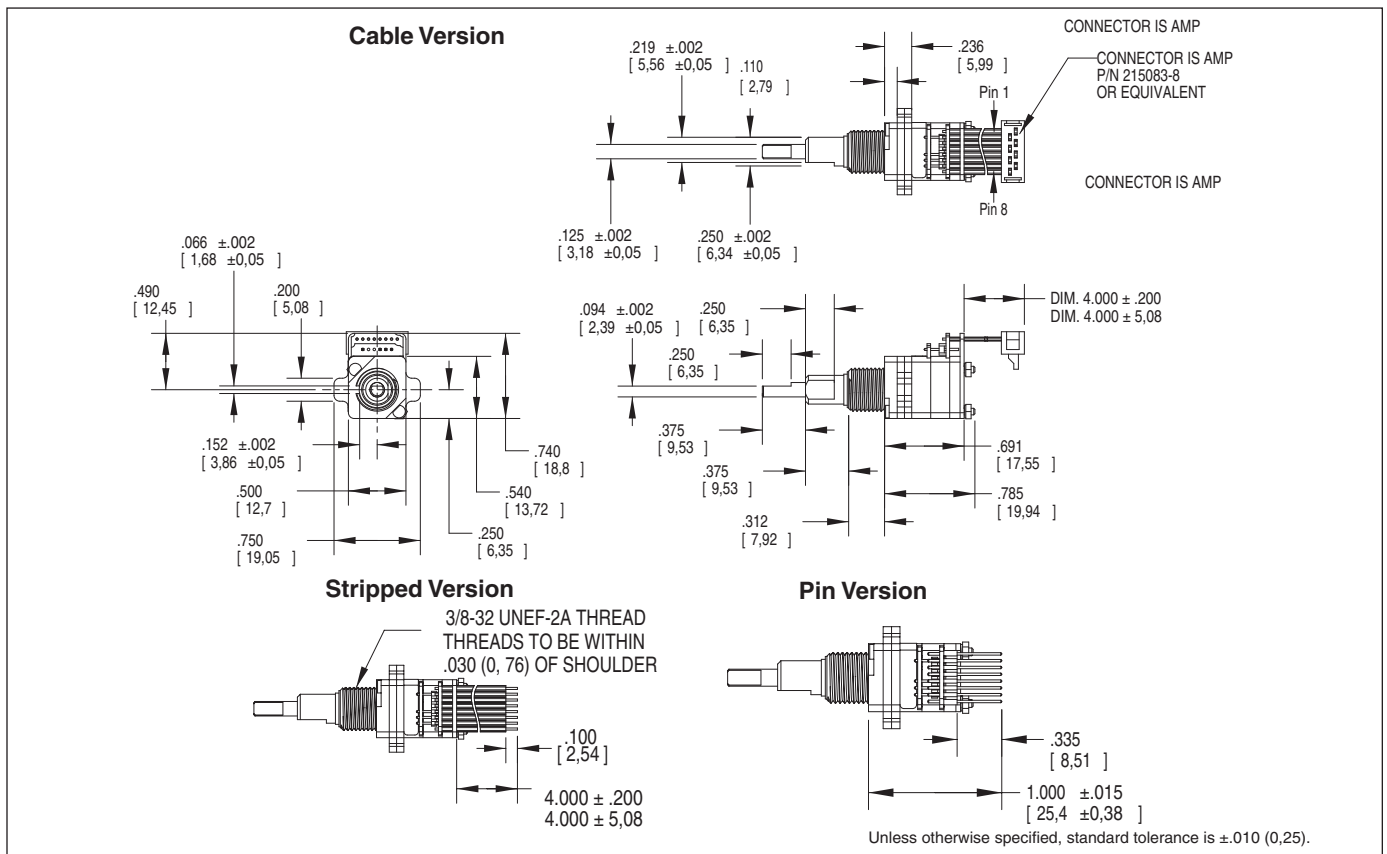 Cable Version
.219 ±.002
[ 5,56 ±0,05 ]
.110
[ 2,79 ]
.236
[ 5,99 ]
CONNECTOR IS AMP
CONNECTOR IS AMP
P/N 215083-8
OR EQUIVALENT
Pin 1
CONNECTOR IS AMP
Pin 8
.125 ±.002
[ 3,18 ±0,05 ]
.250 ±.002
[ 6,34 ±0,05 ]
.066 ±.002
[ 1,68 ±0,05 ]
.490
[ 12,45 ]
.200
[ 5,08 ]
.152 ±.002
[ 3,86 ±0,05 ]
.500
[ 12,7 ]
.750
[ 19,05 ]
.740
[ 18,8 ]
.540
[ 13,72 ]
.250
[ 6,35 ]
.094 ±.002
[ 2,39 ±0,05 ]
.250
[ 6,35 ]
.250
[ 6,35 ]
DIM. 4.000 ± .200
DIM. 4.000 ± 5,08
.375
[ 9,53 ]
.375
[ 9,53 ]
.312
[ 7,92 ]
.691
[ 17,55 ]
.785
[ 19,94 ]
Stripped Version
3/8-32 UNEF-2A THREAD
THREADS TO BE WITHIN
.030 (0, 76) OF SHOULDER
.100
[ 2,54 ]
4.000 ± .200
4.000 ± 5,08
Pin Version
.335
[ 8,51 ]
1.000 ±.015
[ 25,4 ±0,38 ]
Unless otherwise specified, standard tolerance is ±.010 (0,25).